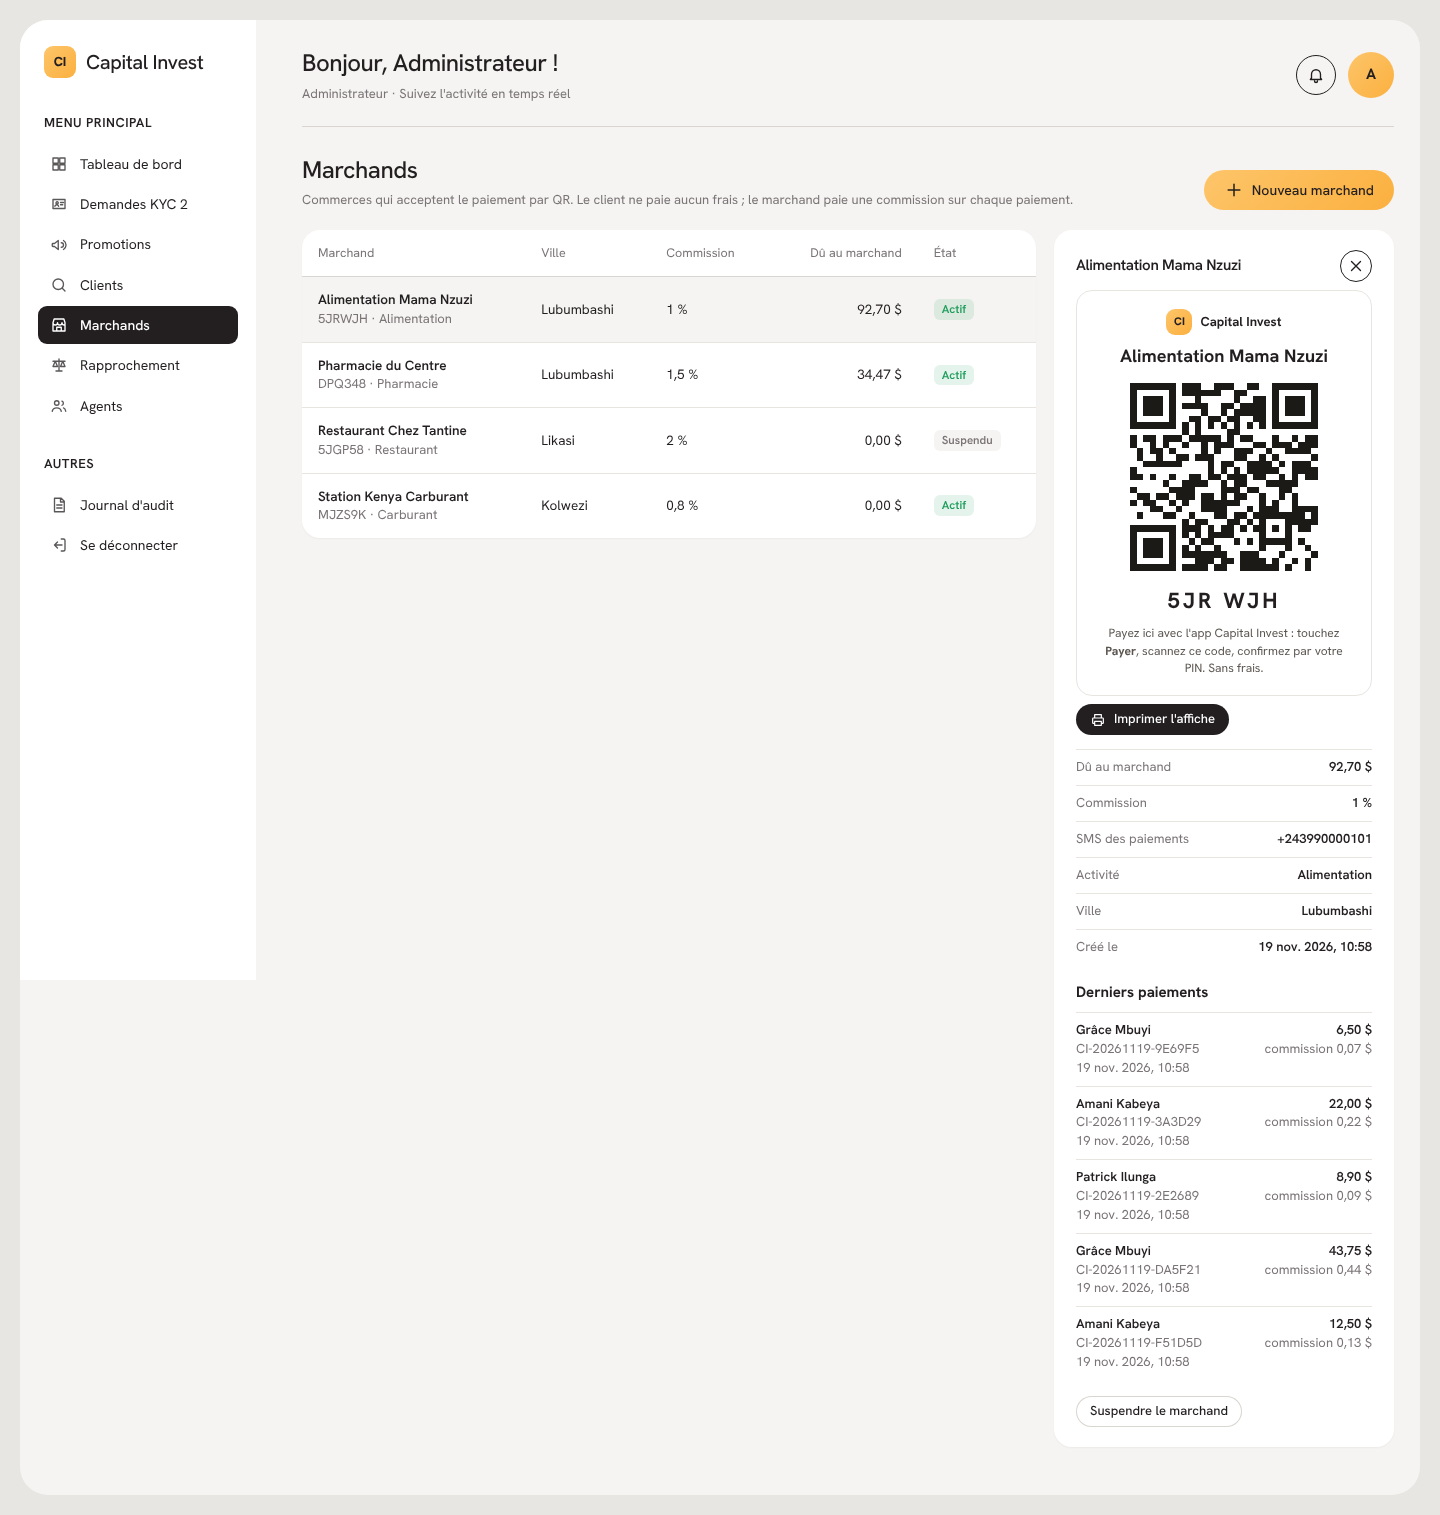 CI Capital Invest
MENU PRINCIPAL
Tableau de bord
Demandes KYC 2
Promotions
Clients
Marchands
Rapprochement
Agents
AUTRES
Journal d'audit
Se déconnecter
Bonjour, Administrateur !
Administrateur · Suivez l'activité en temps réel
A
Marchands
Commerces qui acceptent le paiement par QR. Le client ne paie aucun frais ; le marchand paie une commission sur chaque paiement.
Nouveau marchand
Marchand Ville Commission Dû au marchand État
Alimentation Mama Nzuzi
5JRWJH · Alimentation
Lubumbashi 1 % 92,70 $ Actif
Pharmacie du Centre
DPQ348 · Pharmacie
Lubumbashi 1,5 % 34,47 $ Actif
Restaurant Chez Tantine
5JGP58 · Restaurant
Likasi 2 % 0,00 $ Suspendu
Station Kenya Carburant
MJZS9K · Carburant
Kolwezi 0,8 % 0,00 $ Actif
Alimentation Mama Nzuzi
CI Capital Invest
Alimentation Mama Nzuzi
5JR WJH
Payez ici avec l'app Capital Invest : touchez
Payer, scannez ce code, confirmez par votre
PIN. Sans frais.
Imprimer l'affiche
Dû au marchand 92,70 $
Commission 1 %
SMS des paiements +243990000101
Activité Alimentation
Ville Lubumbashi
Créé le 19 nov. 2026, 10:58
Derniers paiements
Grâce Mbuyi 6,50 $
CI-20261119-9E69F5 commission 0,07 $
19 nov. 2026, 10:58
Amani Kabeya 22,00 $
CI-20261119-3A3D29 commission 0,22 $
19 nov. 2026, 10:58
Patrick Ilunga 8,90 $
CI-20261119-2E2689 commission 0,09 $
19 nov. 2026, 10:58
Grâce Mbuyi 43,75 $
CI-20261119-DA5F21 commission 0,44 $
19 nov. 2026, 10:58
Amani Kabeya 12,50 $
CI-20261119-F51D5D commission 0,13 $
19 nov. 2026, 10:58
Suspendre le marchand